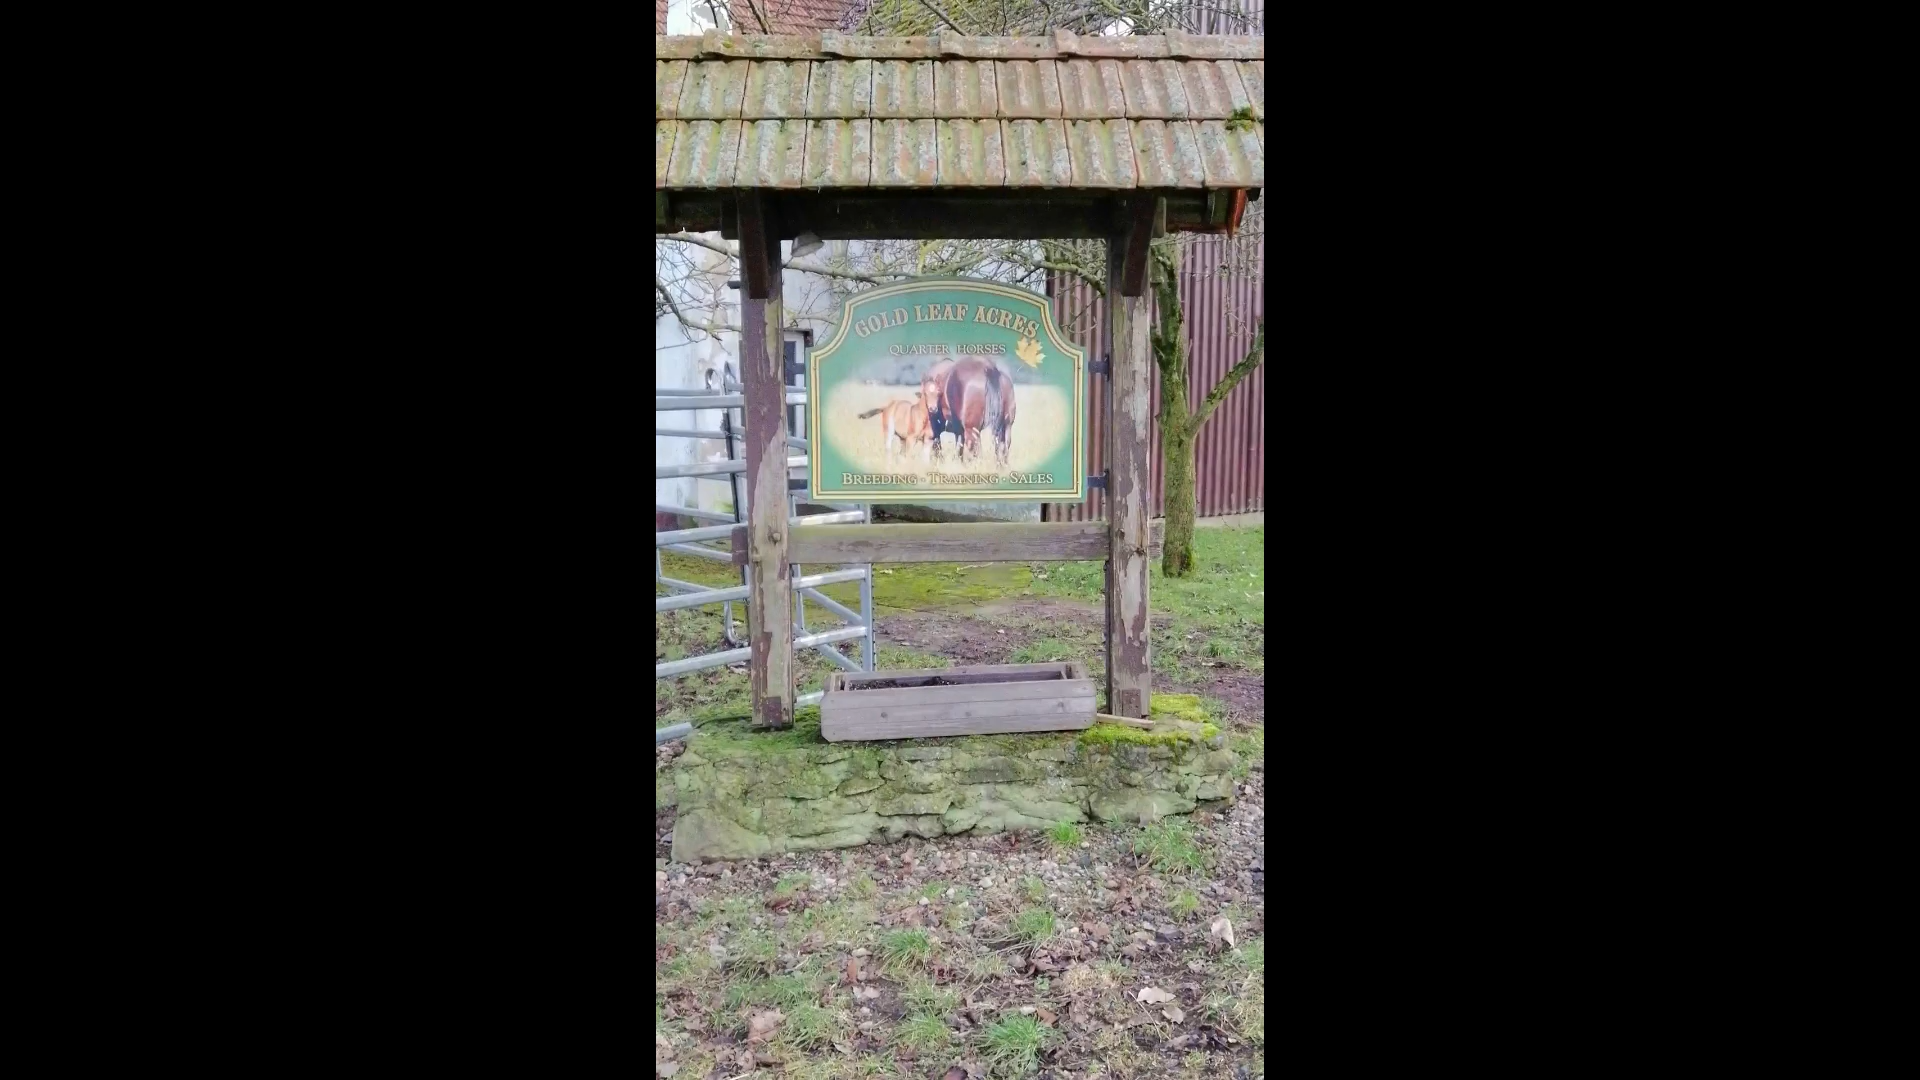 GOLD LEAF ACRES
QUARTER HORSES
BREEDING · TRAINING · SALES